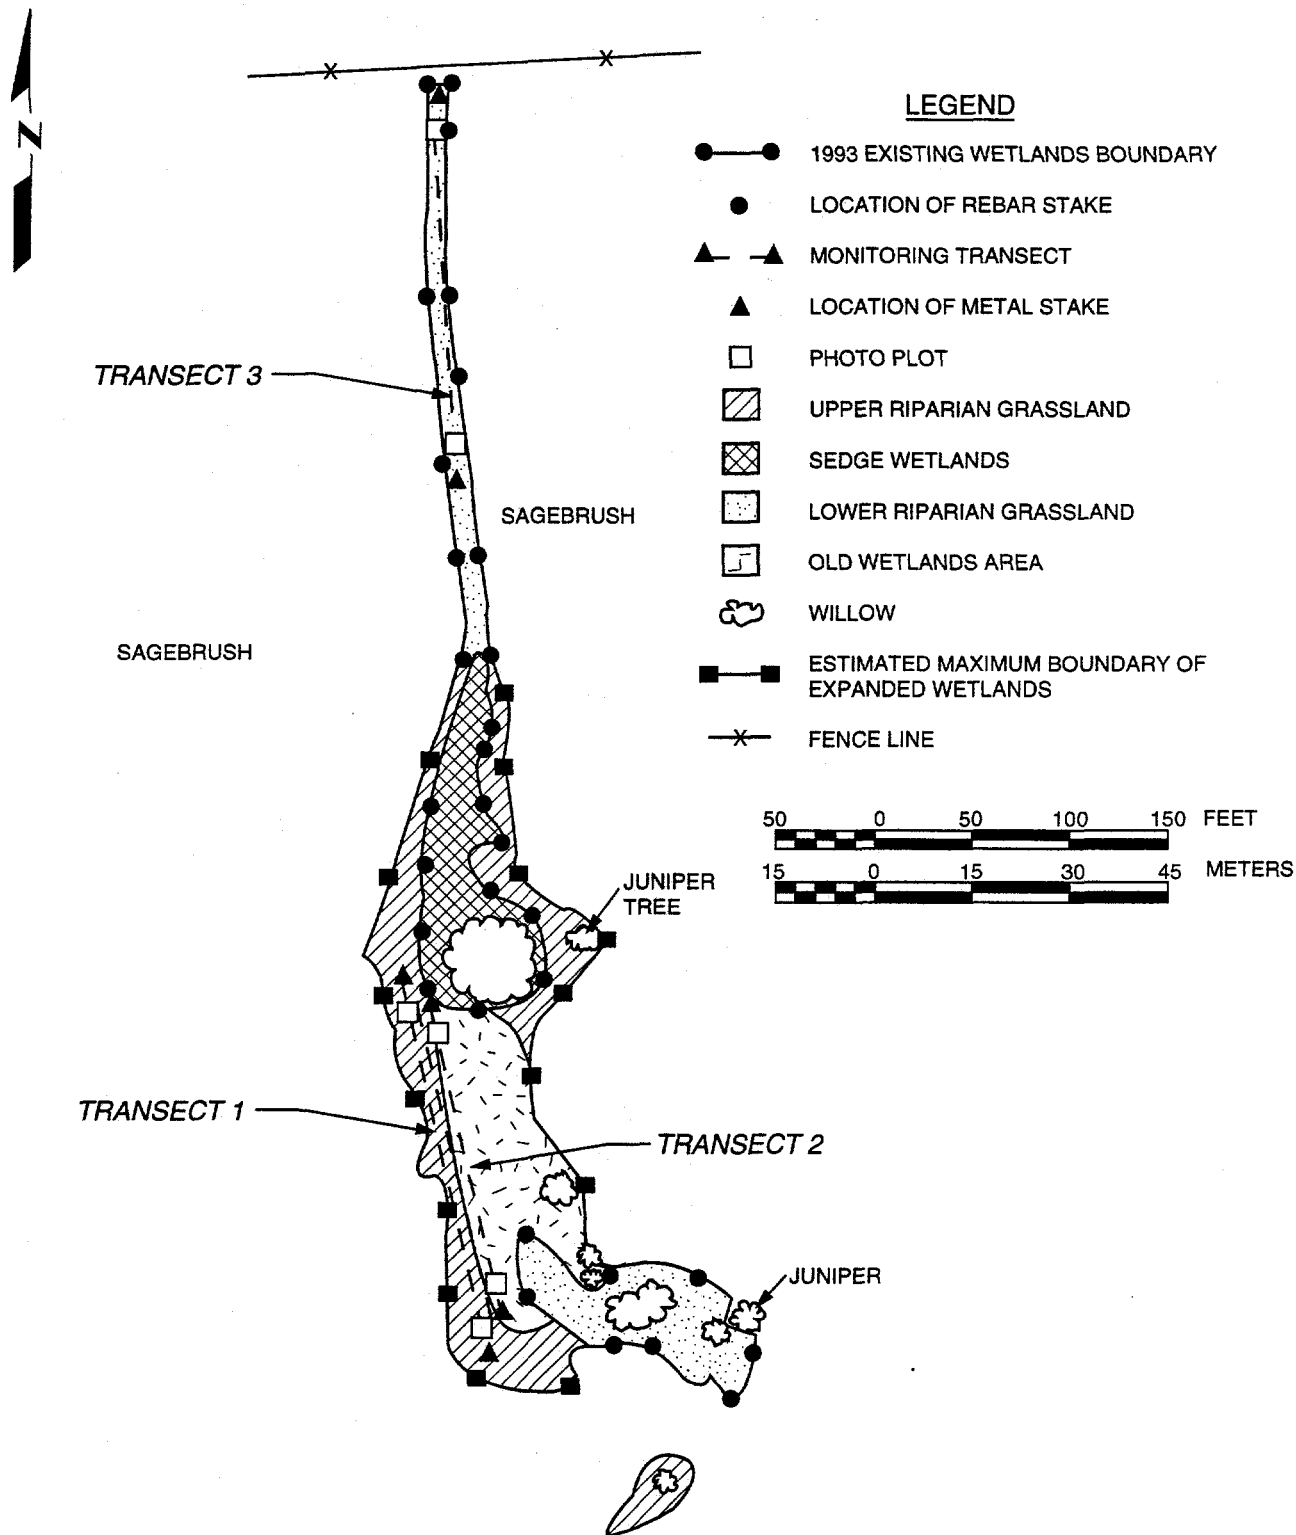 N
LEGEND
1993 EXISTING WETLANDS BOUNDARY
LOCATION OF REBAR STAKE
MONITORING TRANSECT
LOCATION OF METAL STAKE
PHOTO PLOT
UPPER RIPARIAN GRASSLAND
SEDGE WETLANDS
LOWER RIPARIAN GRASSLAND
OLD WETLANDS AREA
WILLOW
ESTIMATED MAXIMUM BOUNDARY OF
EXPANDED WETLANDS
FENCE LINE
TRANSECT 3
SAGEBRUSH
SAGEBRUSH
50 0 50 100 150 FEET
15 0 15 30 45 METERS
JUNIPER
TREE
TRANSECT 1
TRANSECT 2
JUNIPER